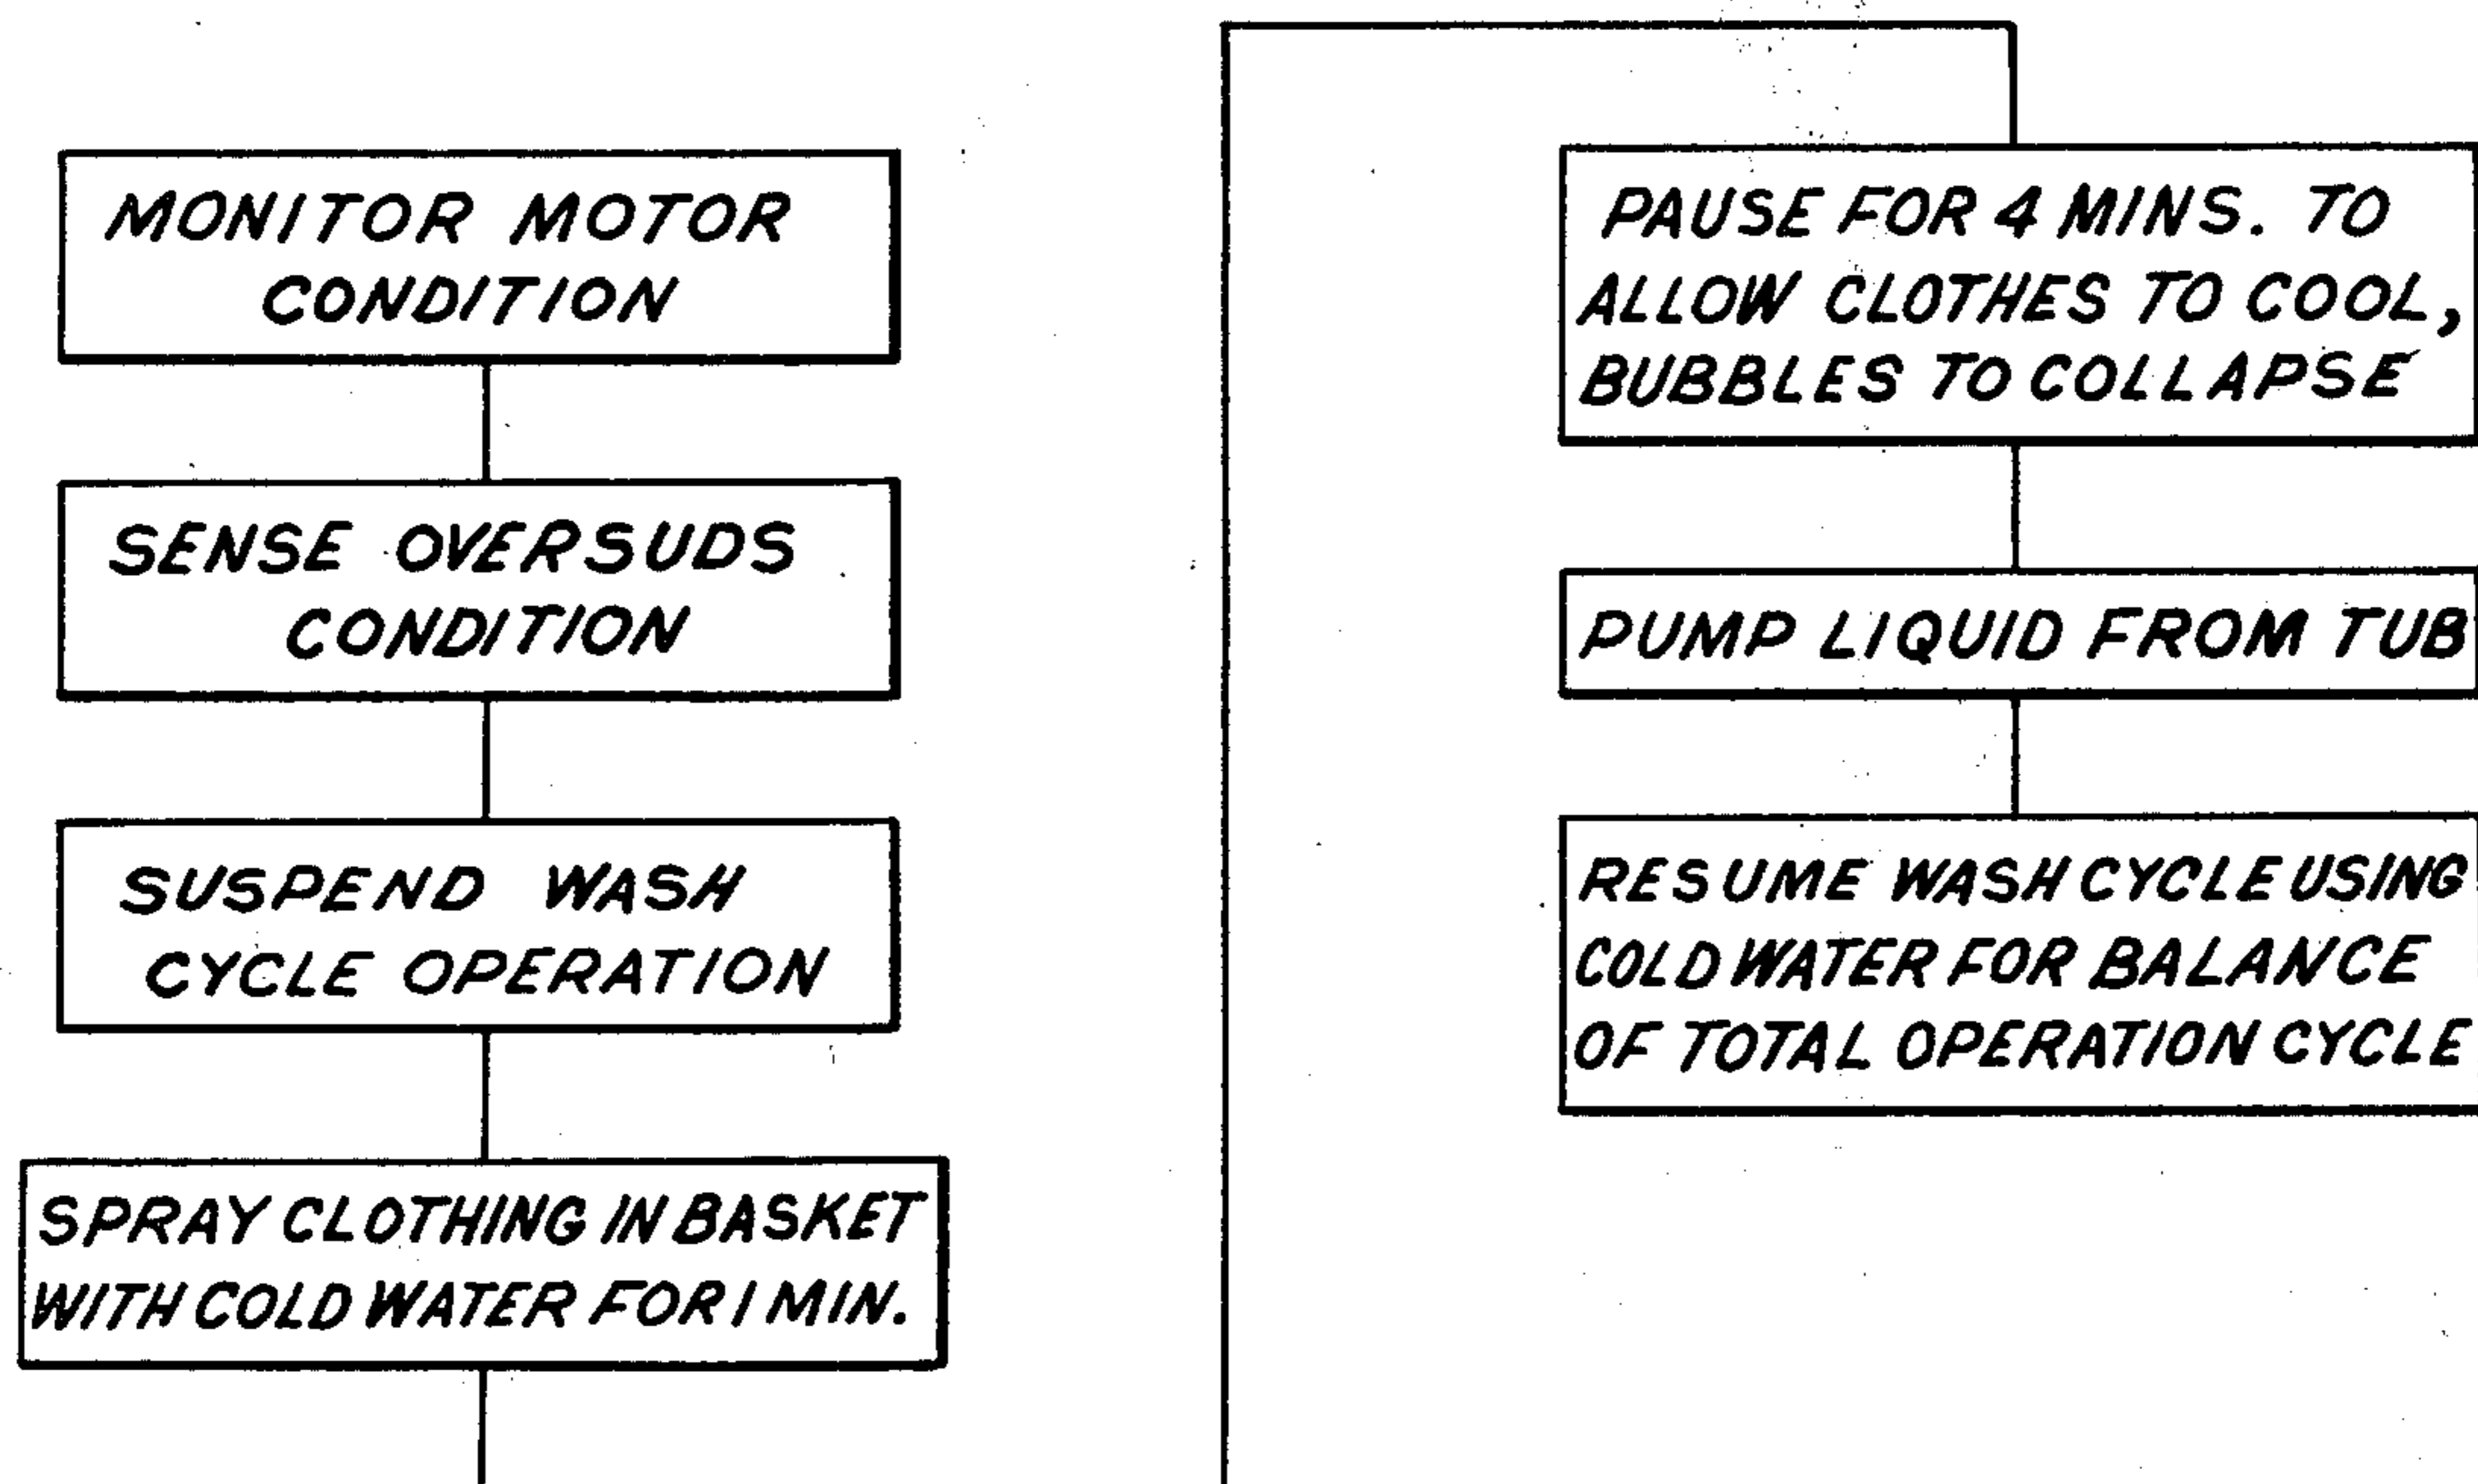 MONITOR MOTOR
CONDITION
SENSE OVERSUDS
CONDITION
SUSPEND WASH
CYCLE OPERATION
SPRAY CLOTHING IN BASKET
WITH COLD WATER FOR 1 MIN.
PAUSE FOR 4 MINS. TO
ALLOW CLOTHES TO COOL,
BUBBLES TO COLLAPSE
PUMP LIQUID FROM TUB
RESUME WASH CYCLE USING
COLD WATER FOR BALANCE
OF TOTAL OPERATION CYCLE